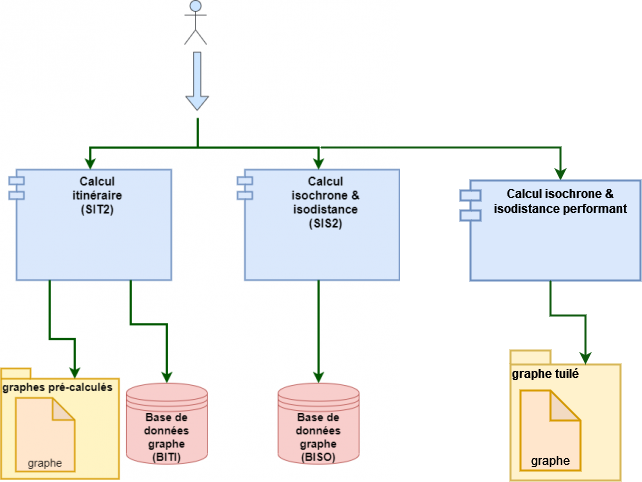 Calcul
itinéraire
(SIT2)
Calcul
isochrone &
isodistance
(SIS2)
Calcul isochrone &
isodistance performant
graphes pré-calculés
graphe
Base de
données
graphe
(BITI)
Base de
données
graphe
(BISO)
graphe tuilé
graphe